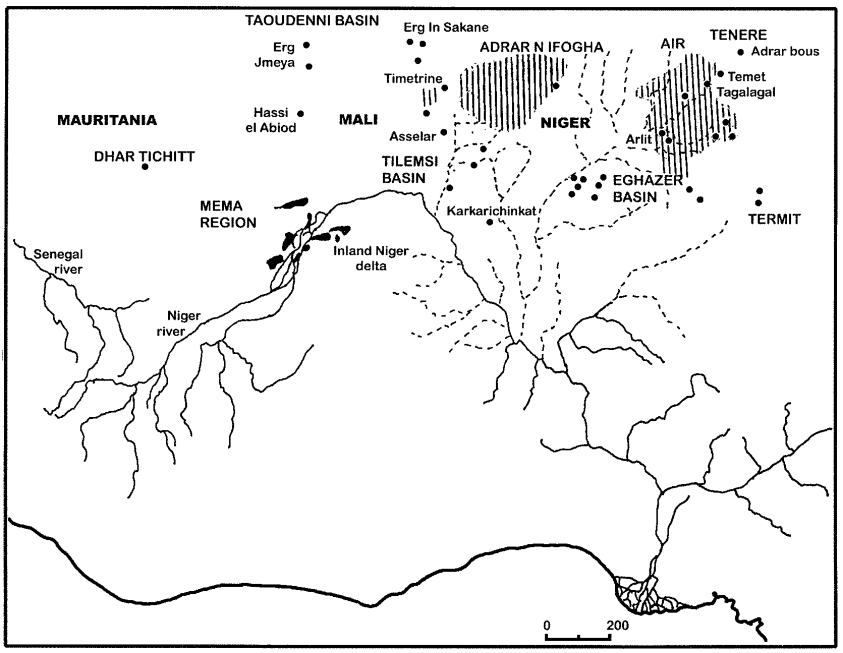 TAOUDENNI BASIN
Erg In Sakane
TENERE
Erg
Jmeya
ADRAR N IFOGHA
AIR
Adrar bous
Timetrine
Temet
Tagalagal
Hassi
el Abiod
MAURITANIA
MALI
NIGER
Asselar
Arlit
DHAR TICHITT
TILEMSI
BASIN
EGHAZER
BASIN
MEMA
REGION
Karkarichinkat
TERMIT
Senegal
river
Inland Niger
delta
Niger
river
0 200